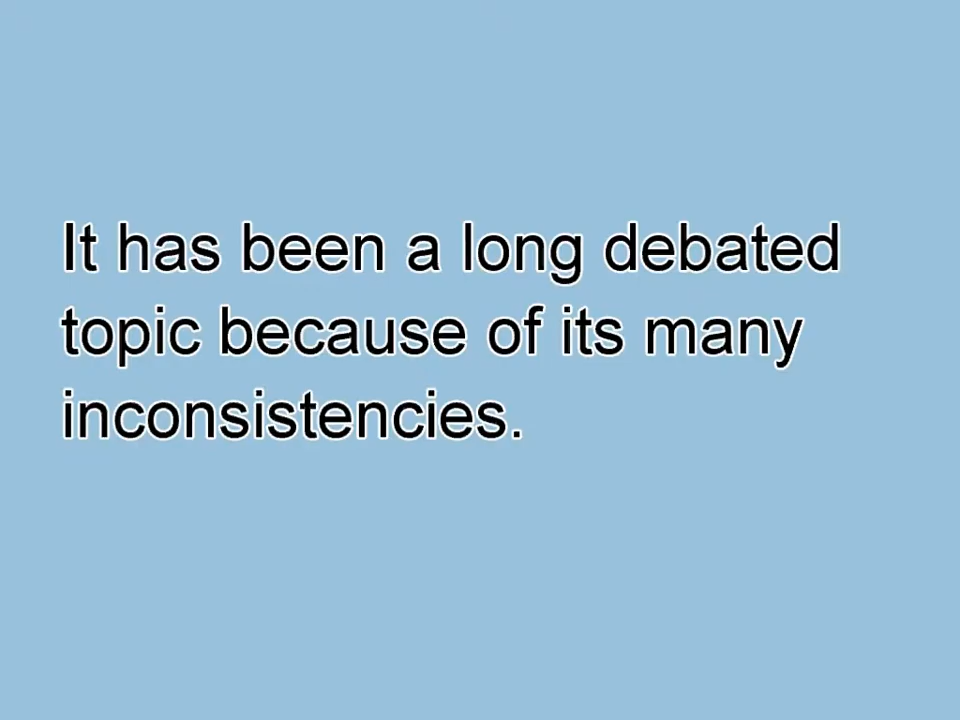 It has been a long debated
topic because of its many
inconsistencies.